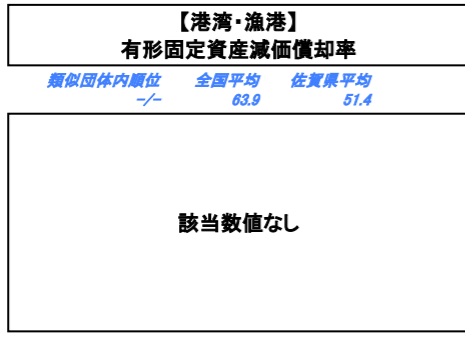 【港湾・漁港】
有形固定資産減価償却率
類似団体内順位 全国平均 佐賀県平均
-/- 63.9 51.4
該当数値なし